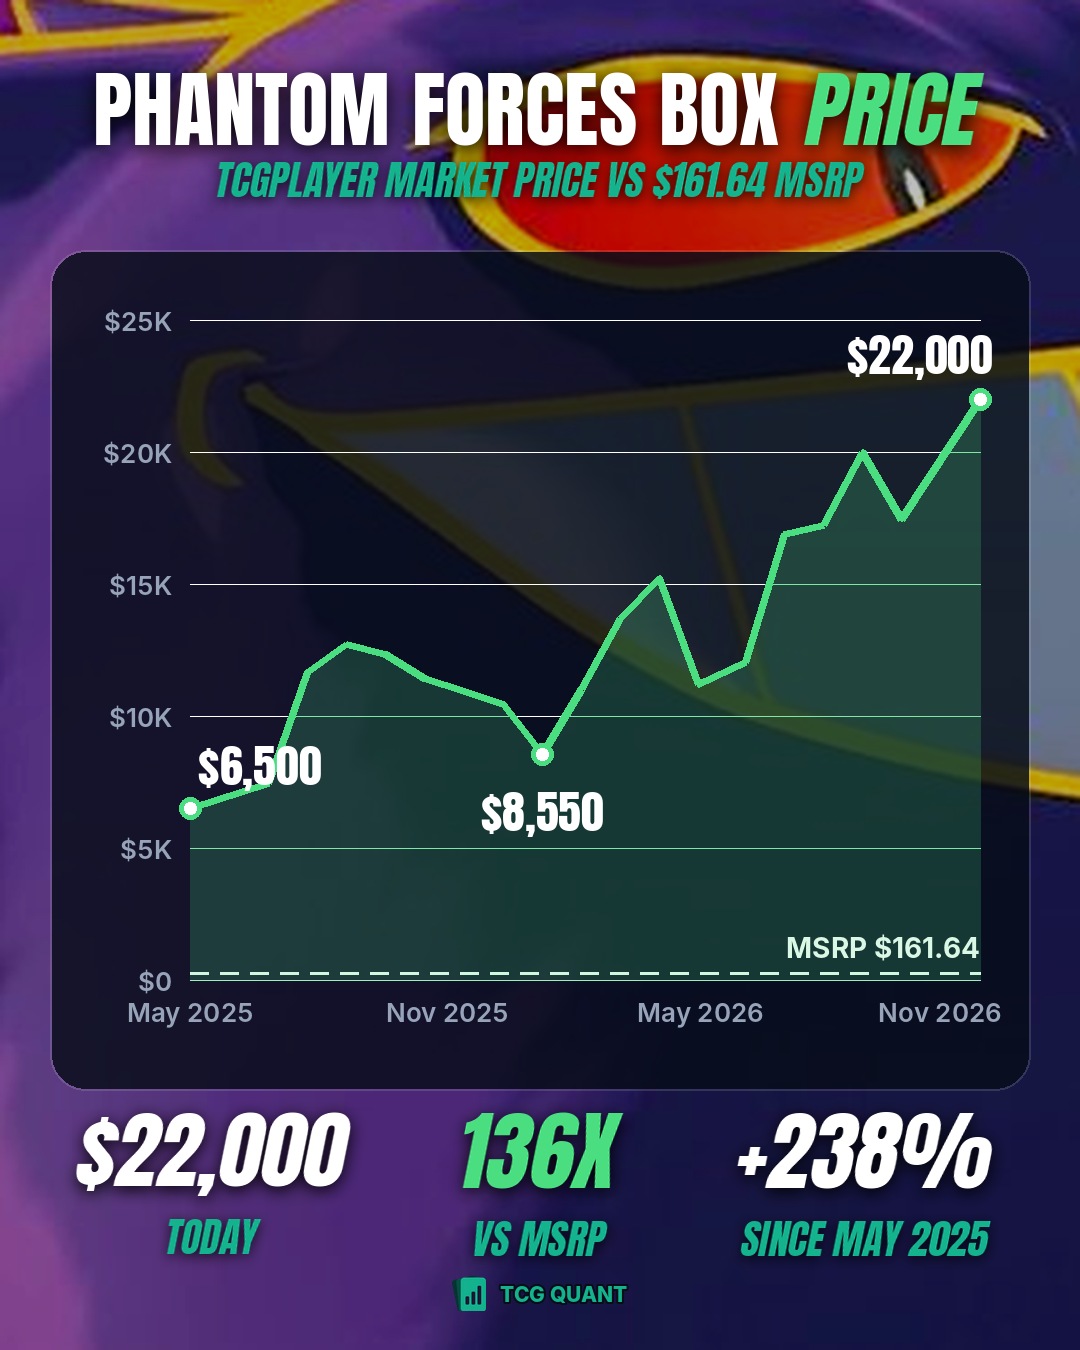 PHANTOM FORCES BOX PRICE
TCGPLAYER MARKET PRICE VS $161.64 MSRP
$25K
$22,000
$20K
$15K
$10K
$6,500
$8,550
$5K
MSRP $161.64
$0
May 2025 Nov 2025 May 2026 Nov 2026
$22,000 136X +238%
TODAY VS MSRP SINCE MAY 2025
TCG QUANT